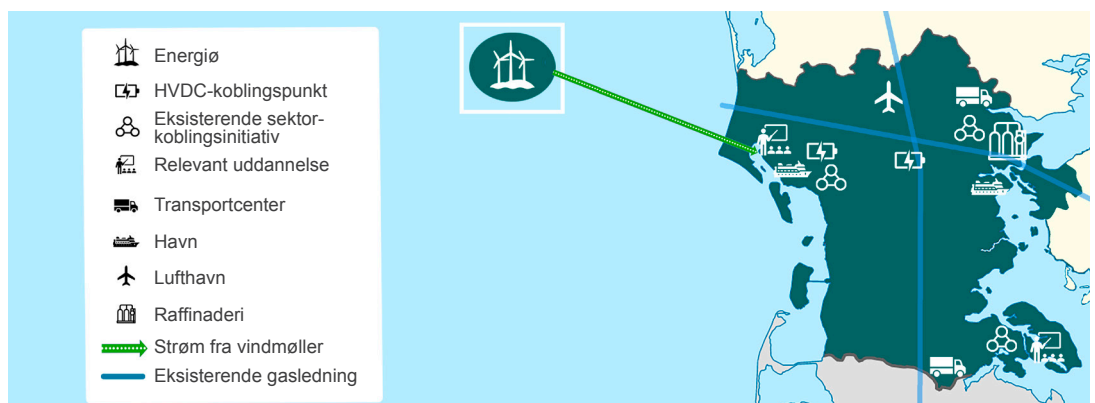 Energiø
HVDC-koblingspunkt
Eksisterende sektor-
koblingsinitiativ
Relevant uddannelse
Transportcenter
Havn
Lufthavn
Raffinaderi
Strøm fra vindmøller
Eksisterende gasledning